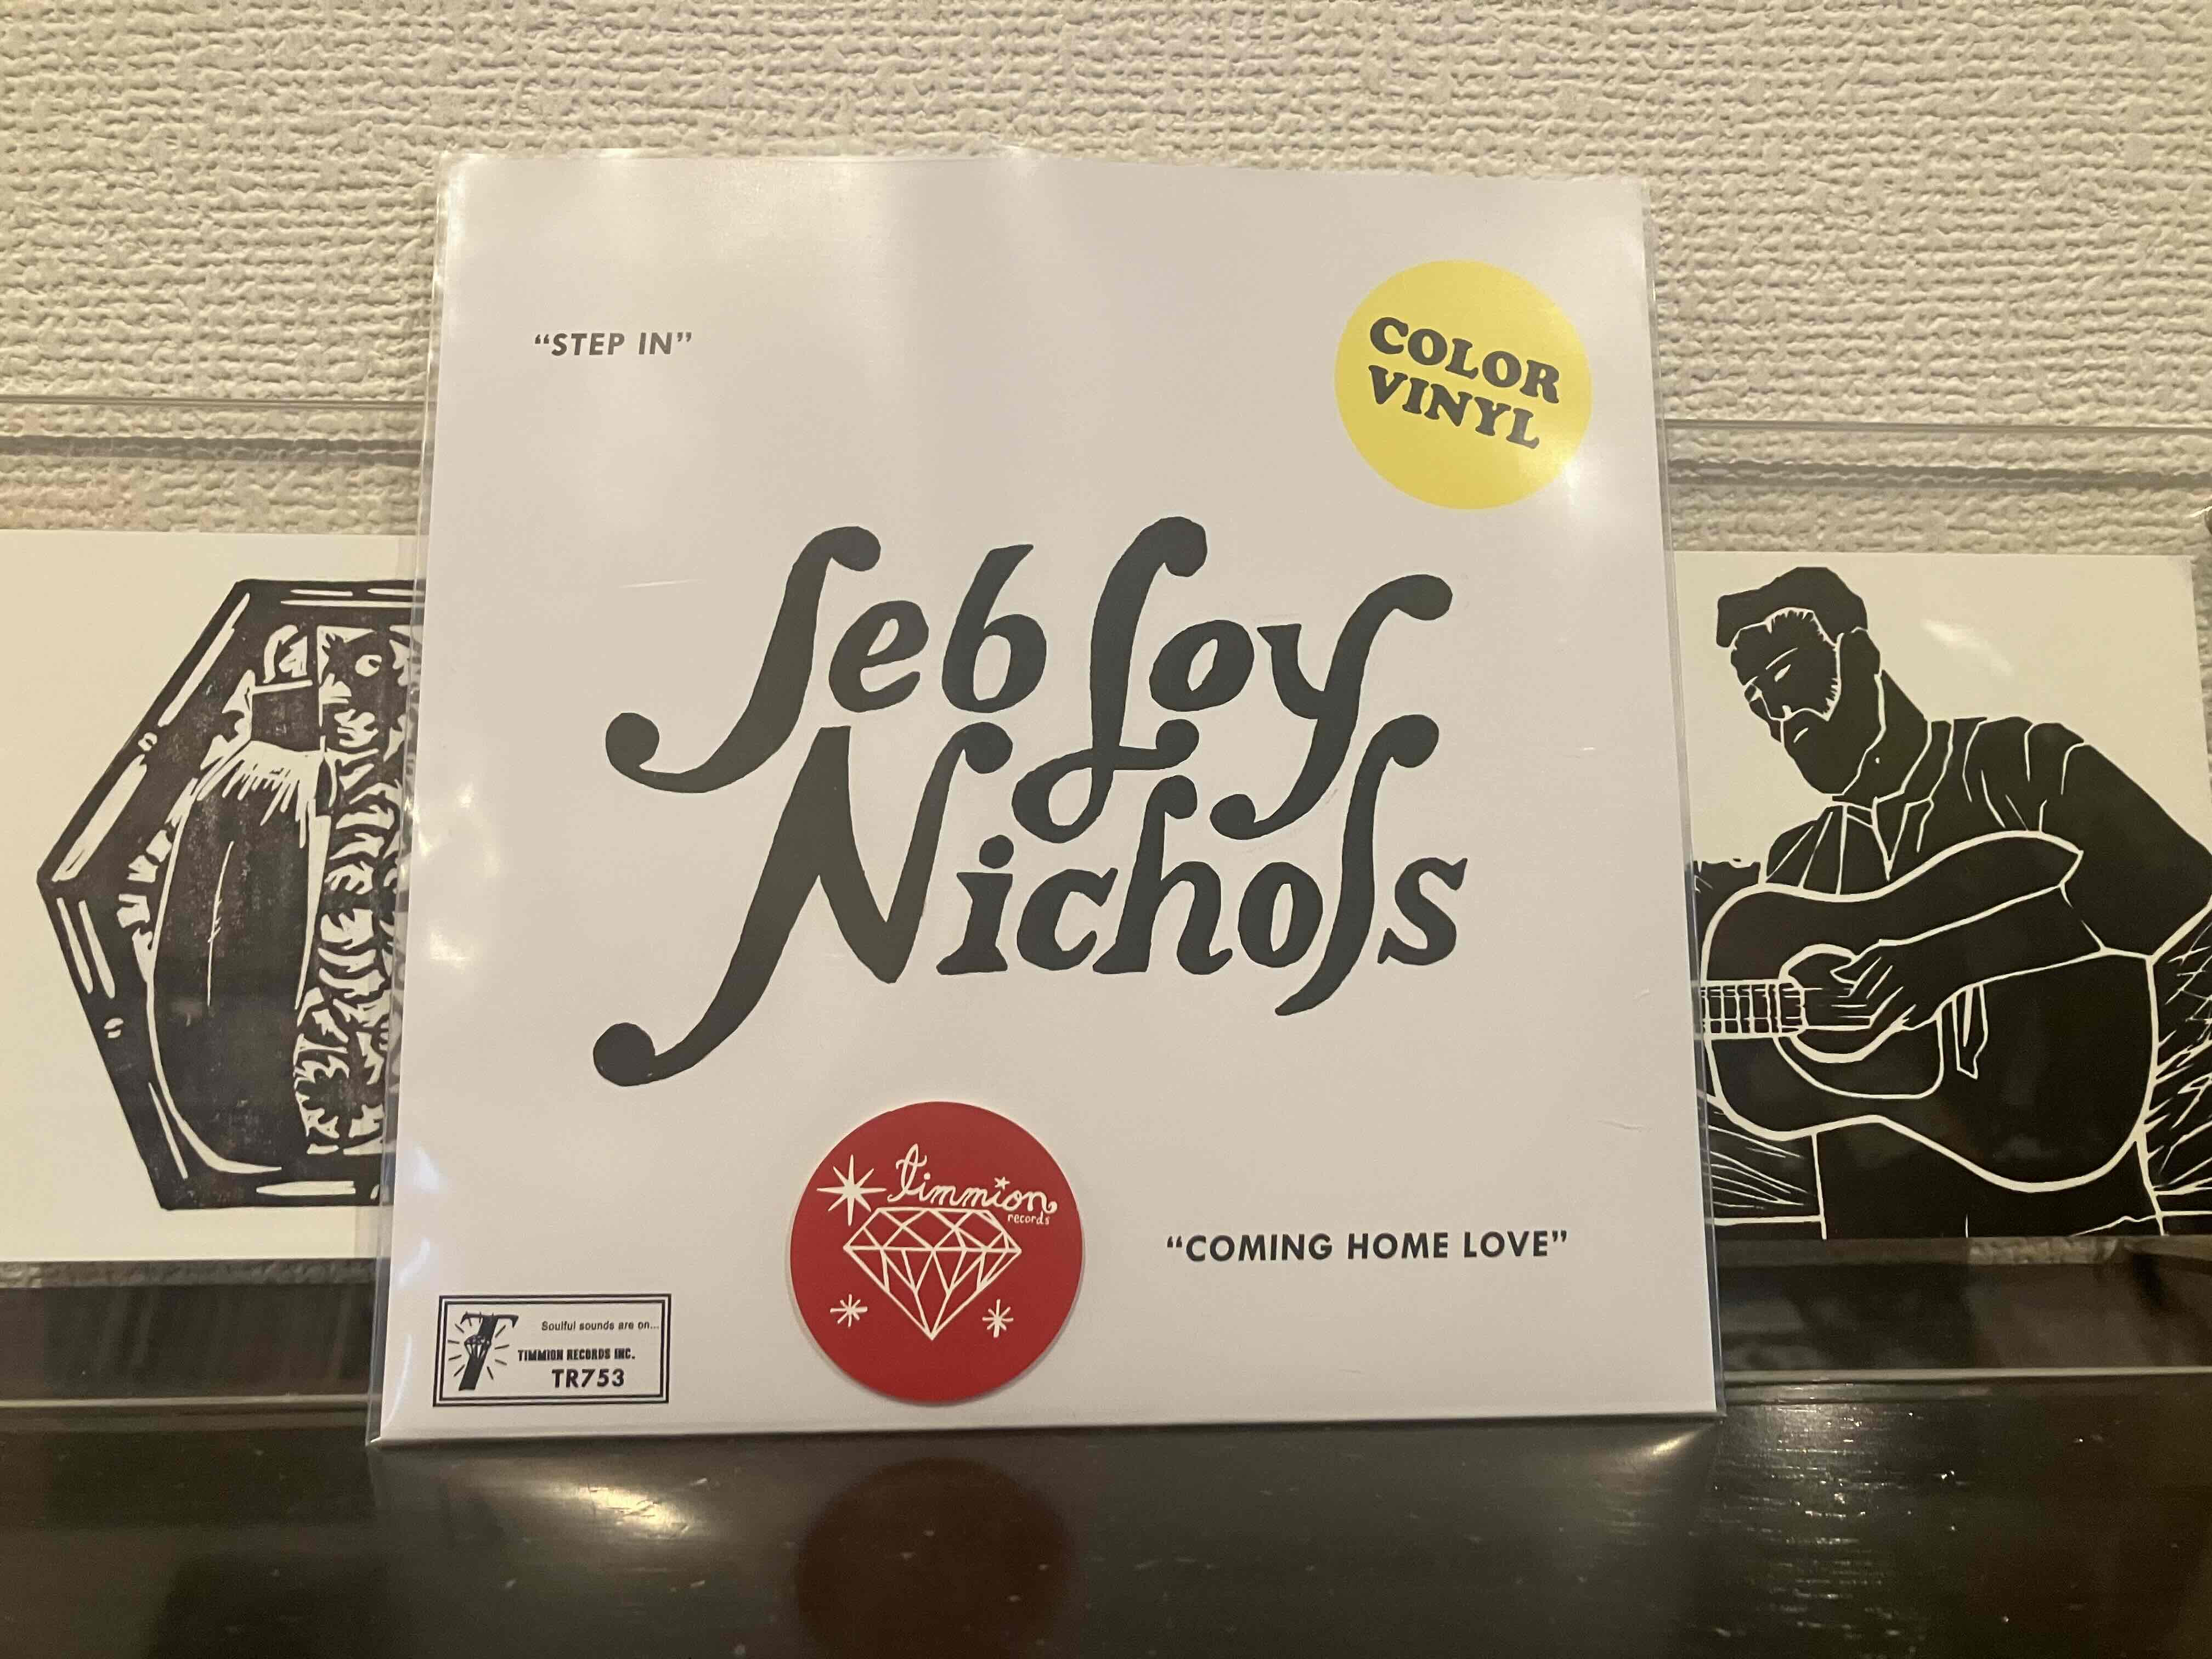 “STEP IN”
COLOR
VINYL
Jeb Loy
Nichols
timmion
records
“COMING HOME LOVE”
Soulful sounds are on...
TIMMION RECORDS INC.
TR753